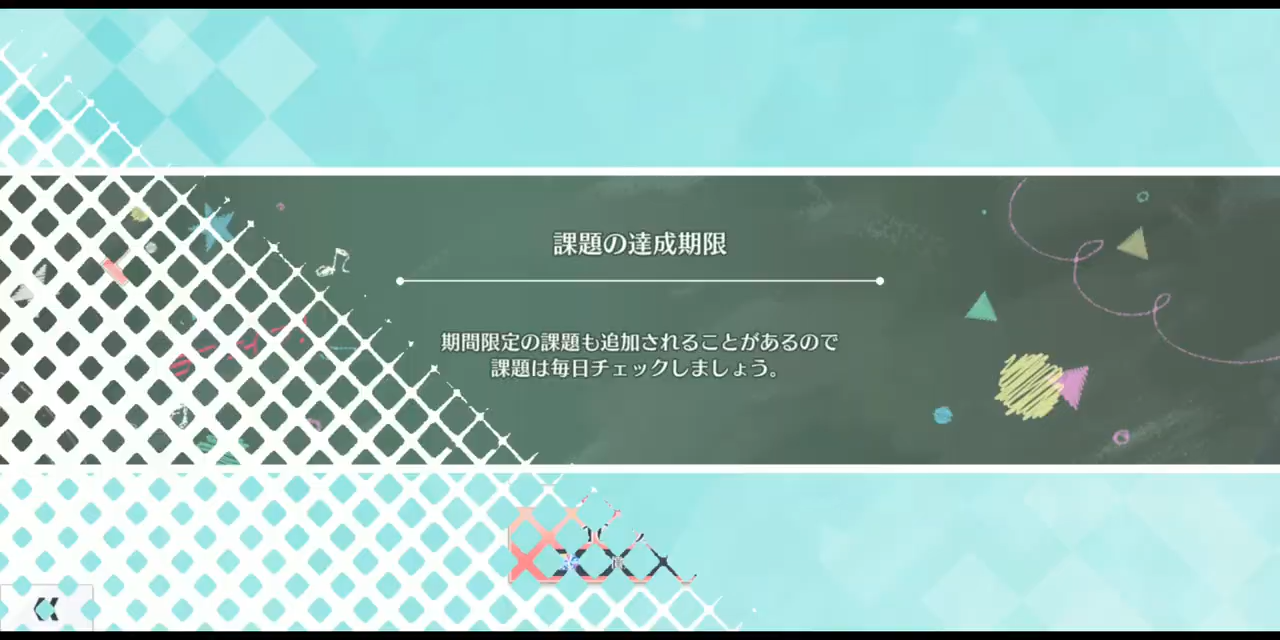 課題の達成期限
期間限定の課題も追加されることがあるので
課題は毎日チェックしましょう。